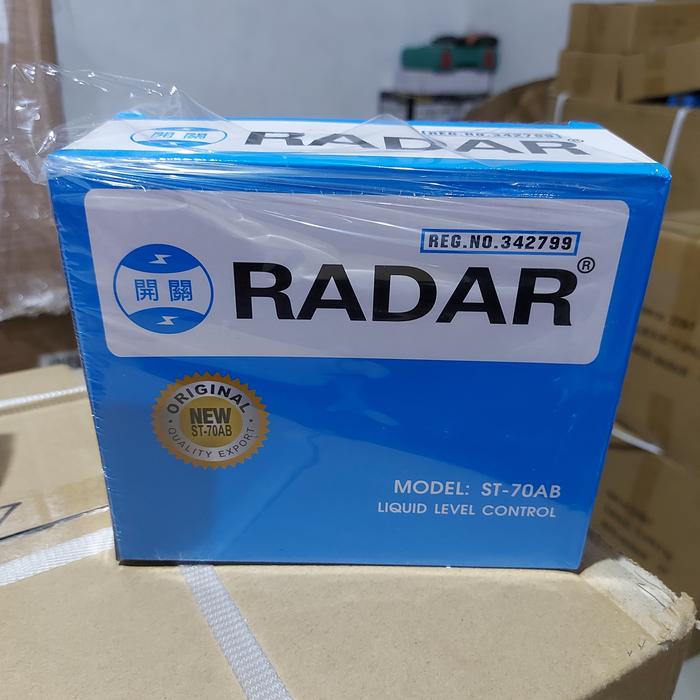 開關
RADAR®
REG.NO.342799
REG.NO.342799
開關
RADAR®
ORIGINAL
NEW
ST-70AB
QUALITY EXPORT
MODEL: ST-70AB
LIQUID LEVEL CONTROL